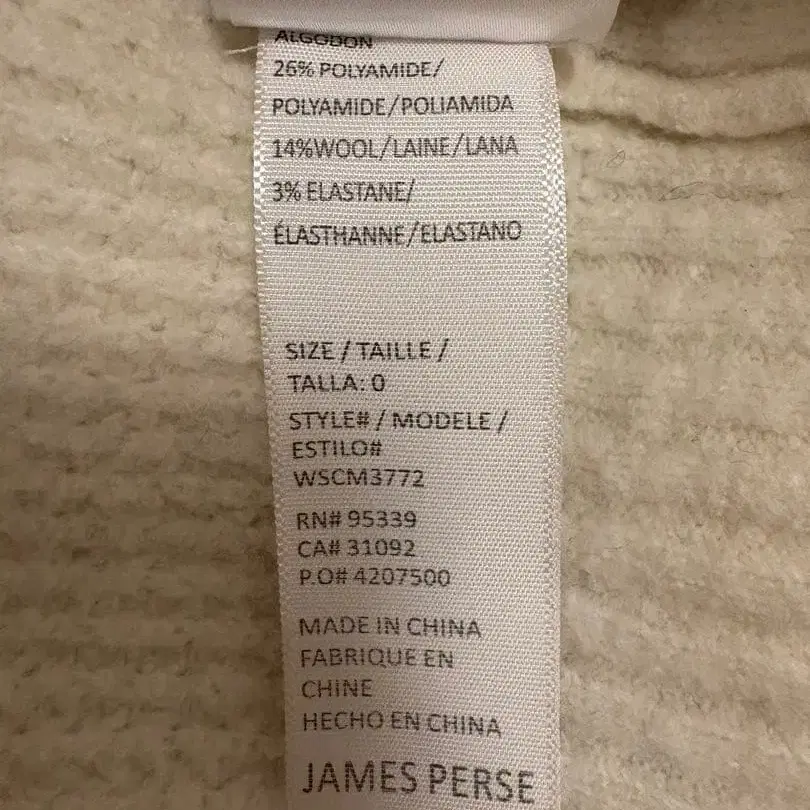 ALGODON
26% POLYAMIDE/
POLYAMIDE/POLIAMIDA
14%WOOL/LAINE/LANA
3% ELASTANE/
ÉLASTHANNE/ELASTANO
SIZE / TAILLE /
TALLA: 0
STYLE# / MODELE /
ESTILO#
WSCM3772
RN# 95339
CA# 31092
P.O# 4207500
MADE IN CHINA
FABRIQUE EN
CHINE
HECHO EN CHINA
JAMES PERSE